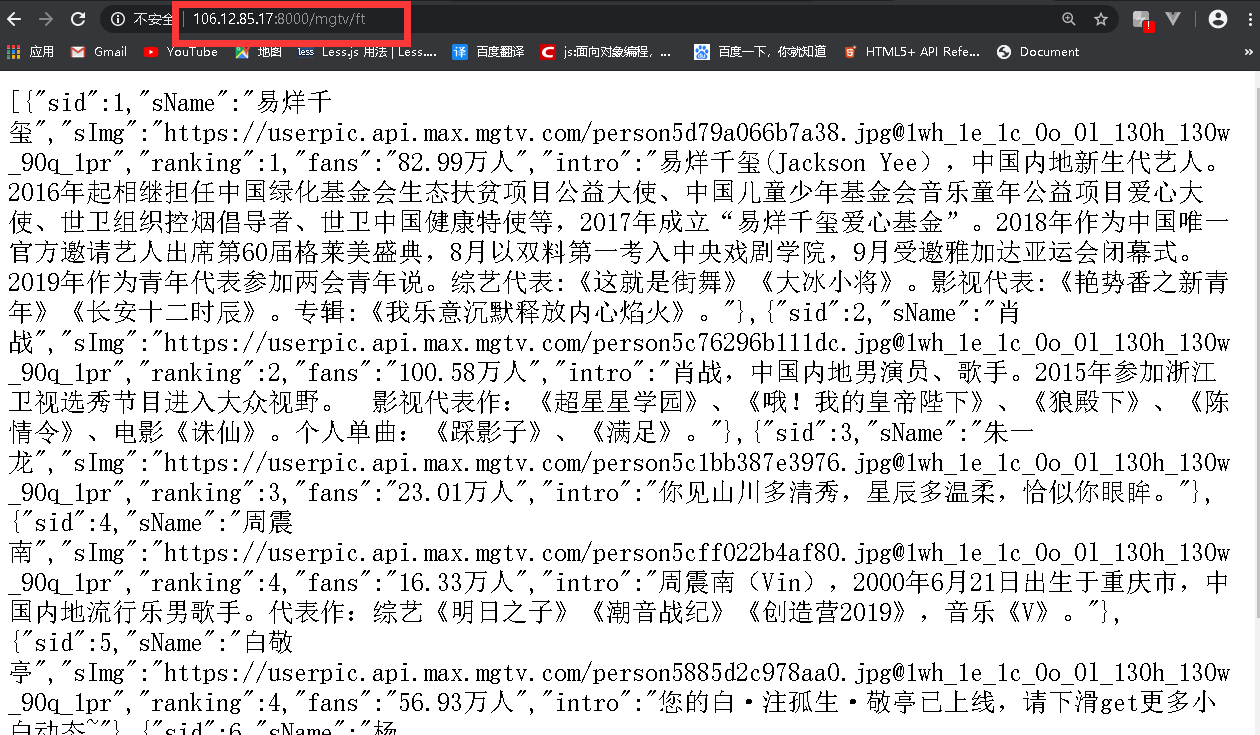 不安全 106.12.85.17:8000/mgtv/ft
应用 Gmail YouTube 地图 less Less.js 用法 | Less.... 译 百度翻译 C js:面向对象编程，... 百度一下，你就知道 HTML5+ API Refe... Document »
[{"sid":1,"sName":"易烊千
玺","sImg":"https://userpic.api.max.mgtv.com/person5d79a066b7a38.jpg@1wh_1e_1c_0o_0l_130h_130w
_90q_1pr","ranking":1,"fans":"82.99万人","intro":"易烊千玺(Jackson Yee），中国内地新生代艺人。
2016年起相继担任中国绿化基金会生态扶贫项目公益大使、中国儿童少年基金会音乐童年公益项目爱心大
使、世卫组织控烟倡导者、世卫中国健康特使等，2017年成立“易烊千玺爱心基金”。2018年作为中国唯一
官方邀请艺人出席第60届格莱美盛典，8月以双料第一考入中央戏剧学院，9月受邀雅加达亚运会闭幕式。
2019年作为青年代表参加两会青年说。综艺代表:《这就是街舞》《大冰小将》。影视代表:《艳势番之新青
年》《长安十二时辰》。专辑:《我乐意沉默释放内心焰火》。"},{"sid":2,"sName":"肖
战","sImg":"https://userpic.api.max.mgtv.com/person5c76296b111dc.jpg@1wh_1e_1c_0o_0l_130h_130w
_90q_1pr","ranking":2,"fans":"100.58万人","intro":"肖战，中国内地男演员、歌手。2015年参加浙江
卫视选秀节目进入大众视野。 影视代表作：《超星星学园》、《哦！我的皇帝陛下》、《狼殿下》、《陈
情令》、电影《诛仙》。个人单曲：《踩影子》、《满足》。"},{"sid":3,"sName":"朱一
龙","sImg":"https://userpic.api.max.mgtv.com/person5c1bb387e3976.jpg@1wh_1e_1c_0o_0l_130h_130w
_90q_1pr","ranking":3,"fans":"23.01万人","intro":"你见山川多清秀，星辰多温柔，恰似你眼眸。"},
{"sid":4,"sName":"周震
南","sImg":"https://userpic.api.max.mgtv.com/person5cff022b4af80.jpg@1wh_1e_1c_0o_0l_130h_130w
_90q_1pr","ranking":4,"fans":"16.33万人","intro":"周震南（Vin），2000年6月21日出生于重庆市，中
国内地流行乐男歌手。代表作：综艺《明日之子》《潮音战纪》《创造营2019》，音乐《V》。"},
{"sid":5,"sName":"白敬
亭","sImg":"https://userpic.api.max.mgtv.com/person5885d2c978aa0.jpg@1wh_1e_1c_0o_0l_130h_130w
_90q_1pr","ranking":4,"fans":"56.93万人","intro":"您的白·注孤生·敬亭已上线，请下滑get更多小
白动态~"},{"sid":6,"sName":"杨